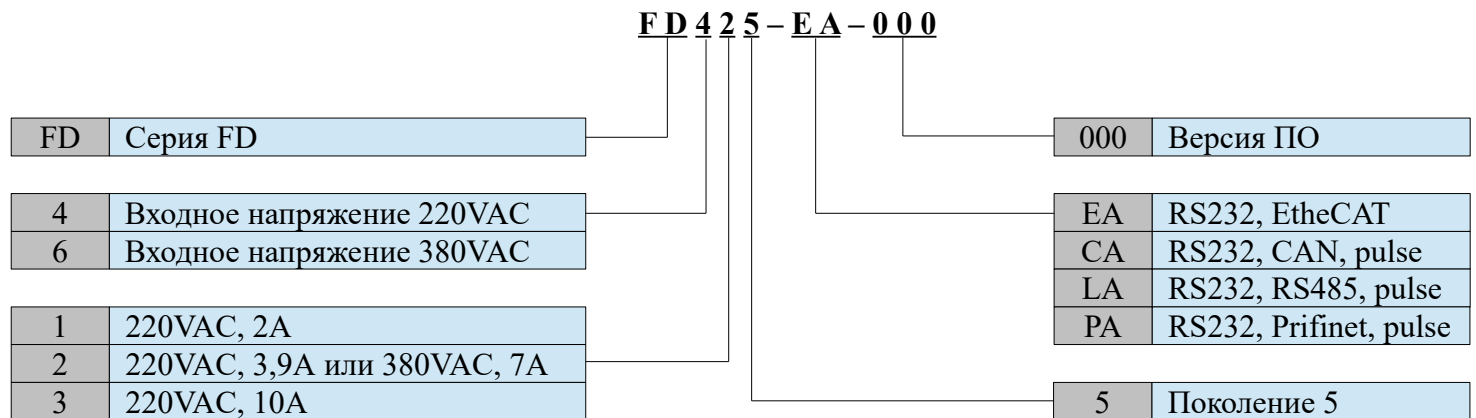 FD425–EA–000
FD Серия FD
000 Версия ПО
4 Входное напряжение 220VAC
6 Входное напряжение 380VAC
EA RS232, EtheCAT
CA RS232, CAN, pulse
LA RS232, RS485, pulse
PA RS232, Prifinet, pulse
1 220VAC, 2A
2 220VAC, 3,9A или 380VAC, 7A
3 220VAC, 10A
5 Поколение 5